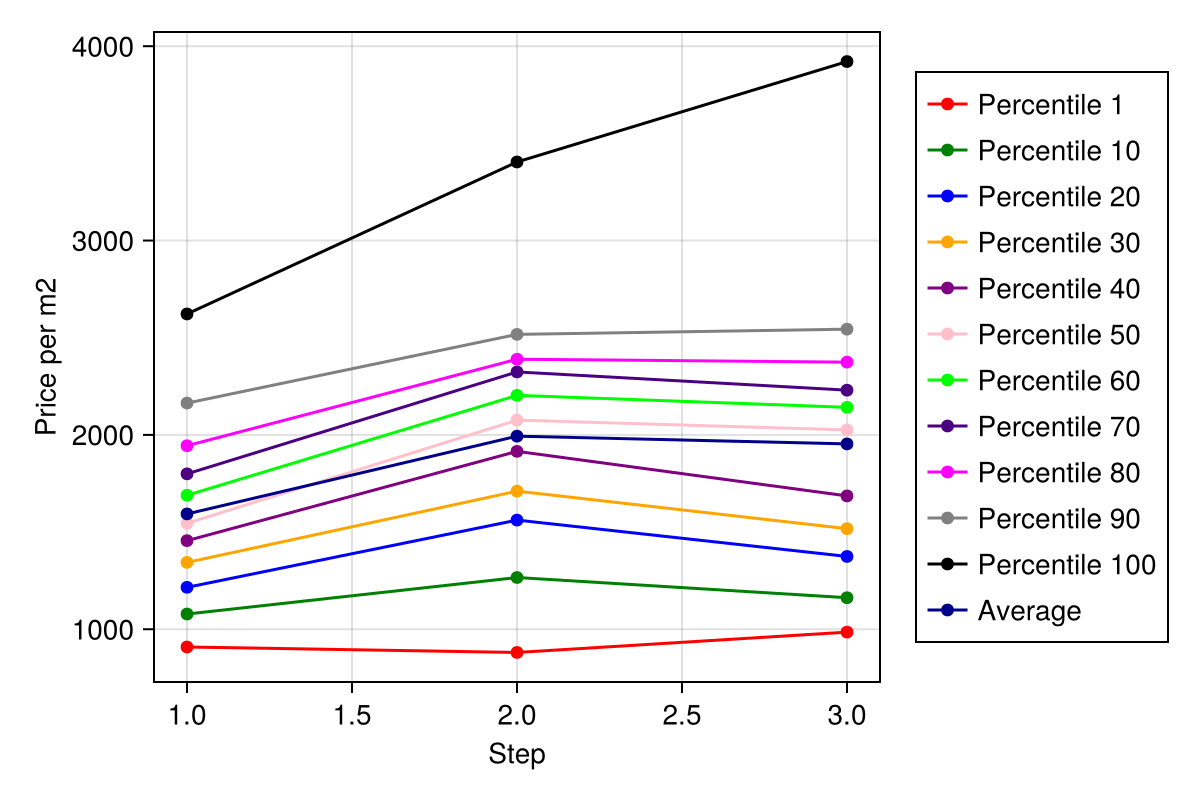 4000
3000
2000
1000
Price per m2
1.0 1.5 2.0 2.5 3.0
Step
Percentile 1
Percentile 10
Percentile 20
Percentile 30
Percentile 40
Percentile 50
Percentile 60
Percentile 70
Percentile 80
Percentile 90
Percentile 100
Average